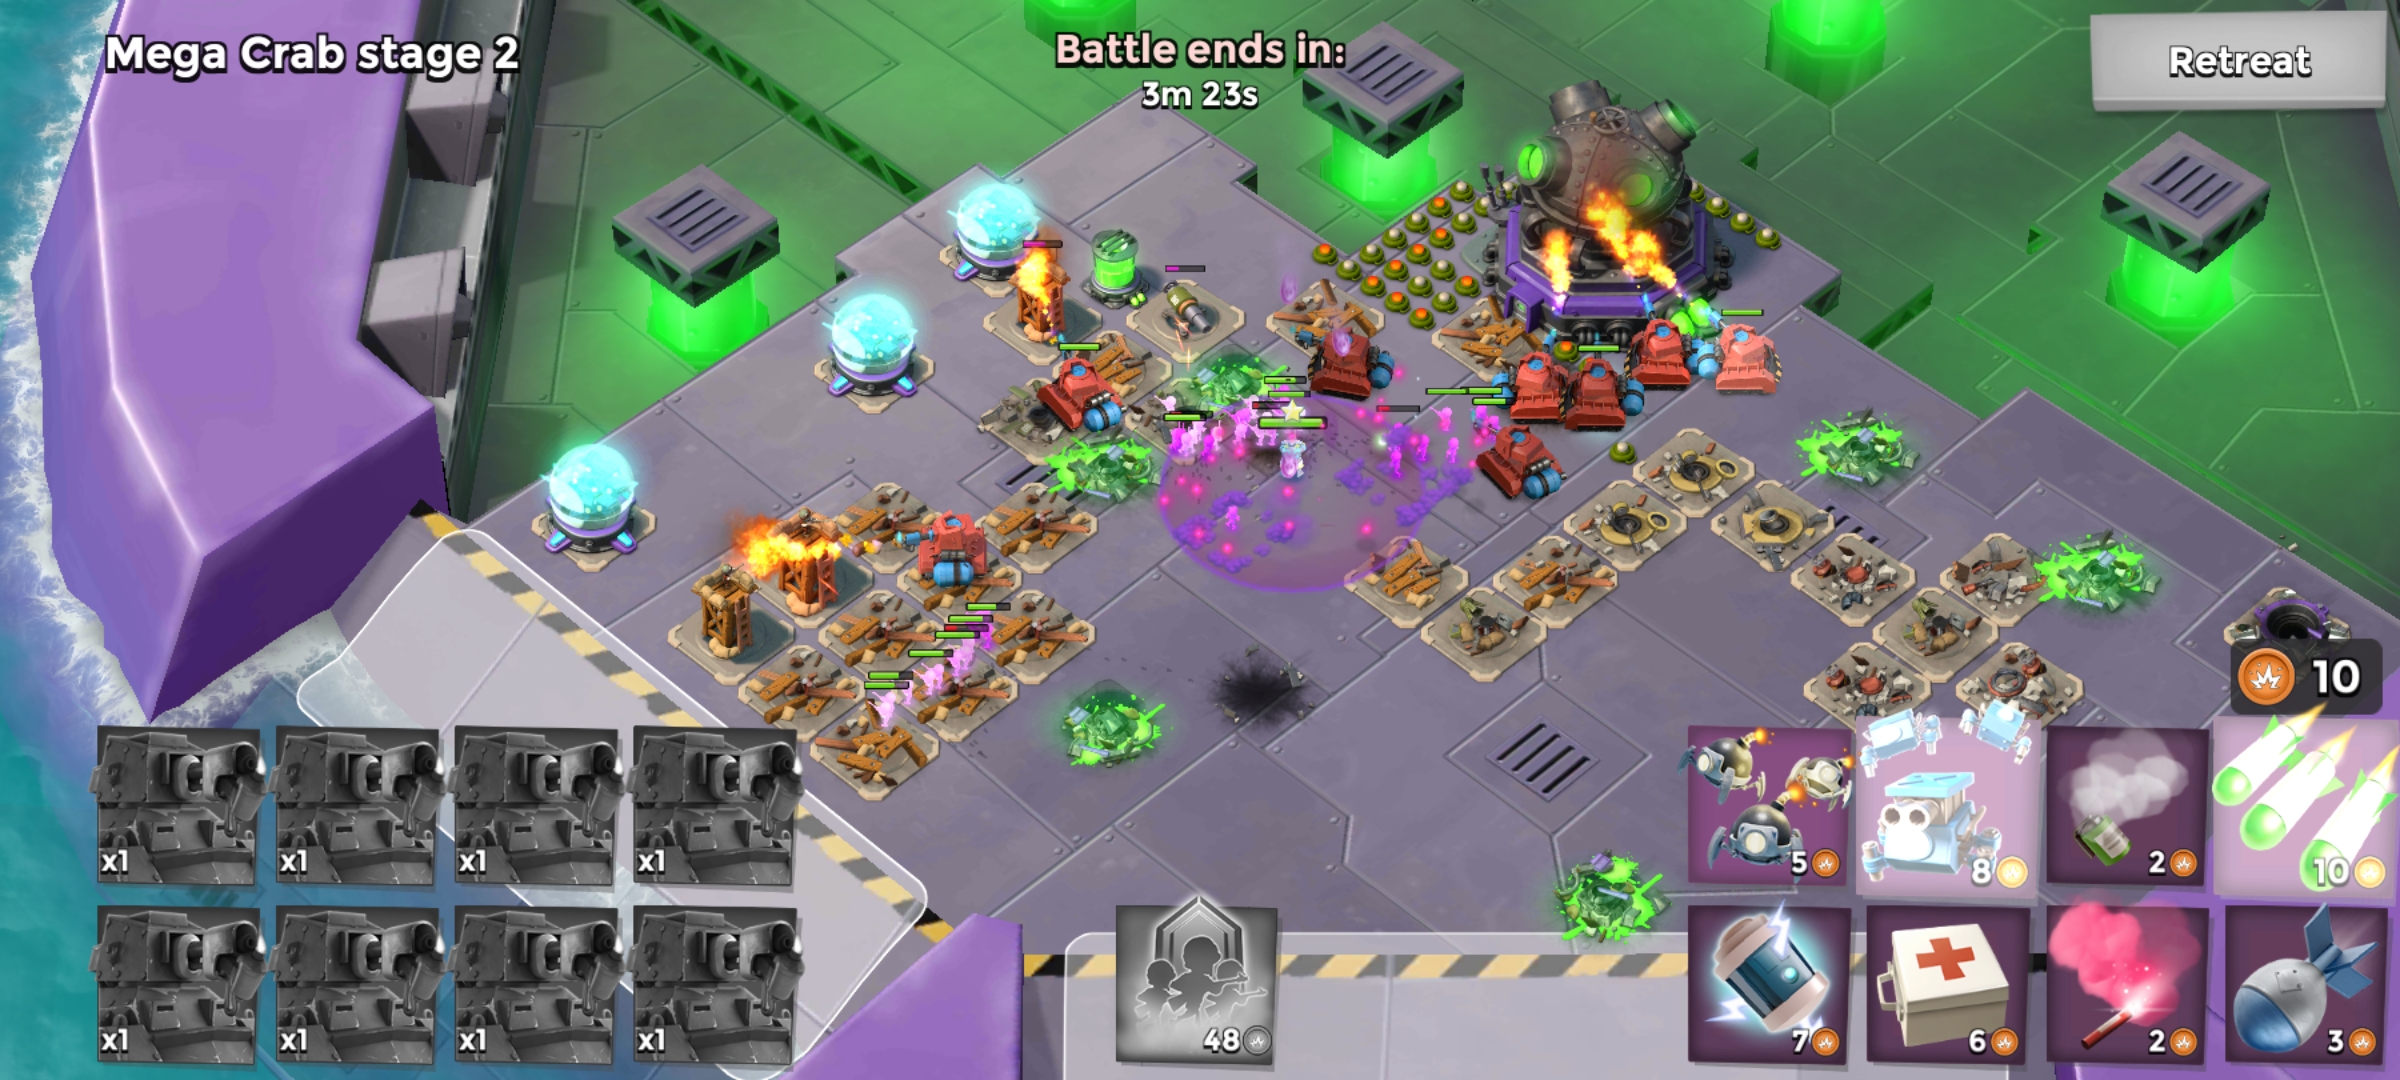 Mega Crab stage 2
Battle ends in:
3m 23s
Retreat
10
x1
x1
x1
x1
5
8
2
10
x1
x1
x1
x1
48
7
6
2
3